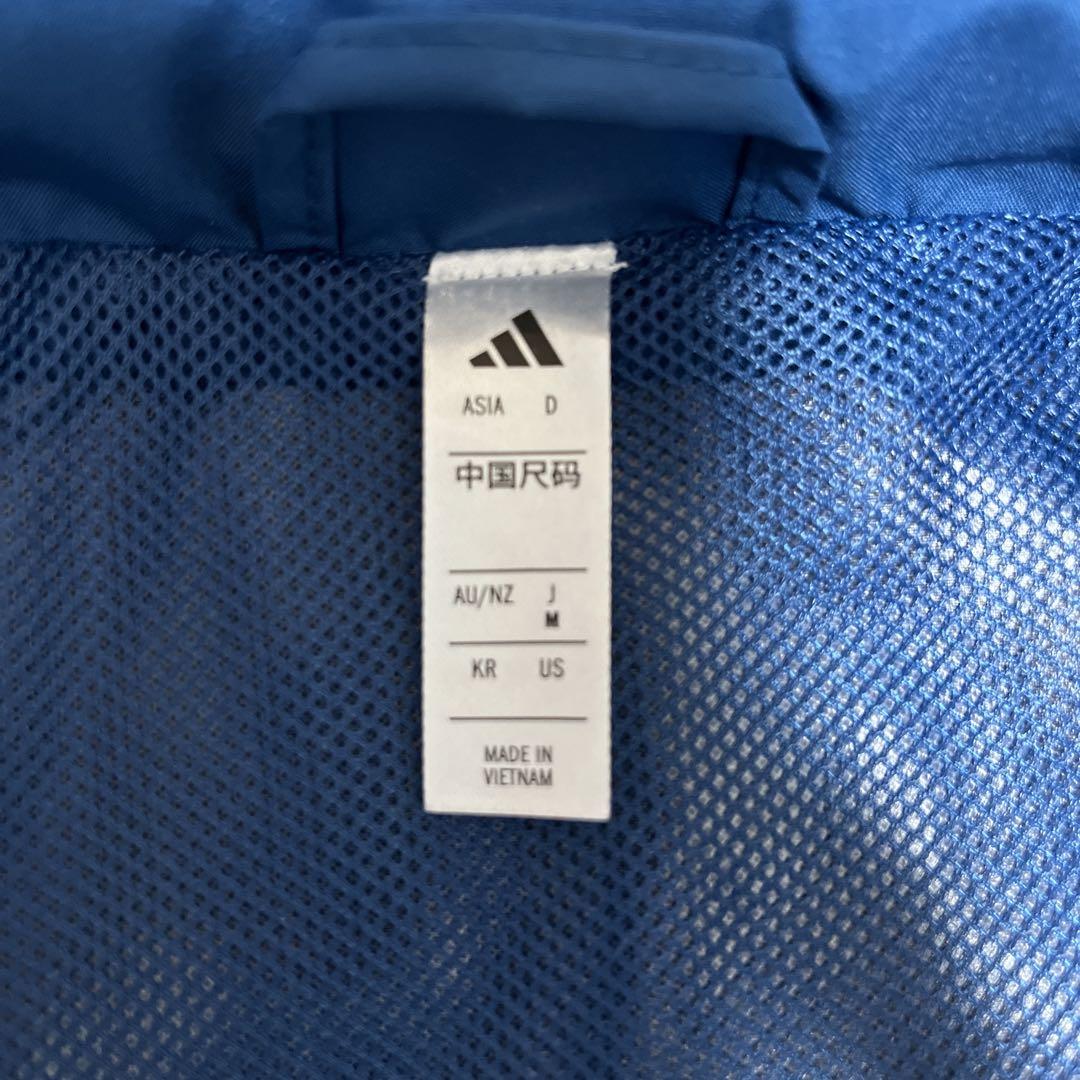 ASIA D
中国尺码
AU/NZ J
M
KR US
MADE IN
VIETNAM